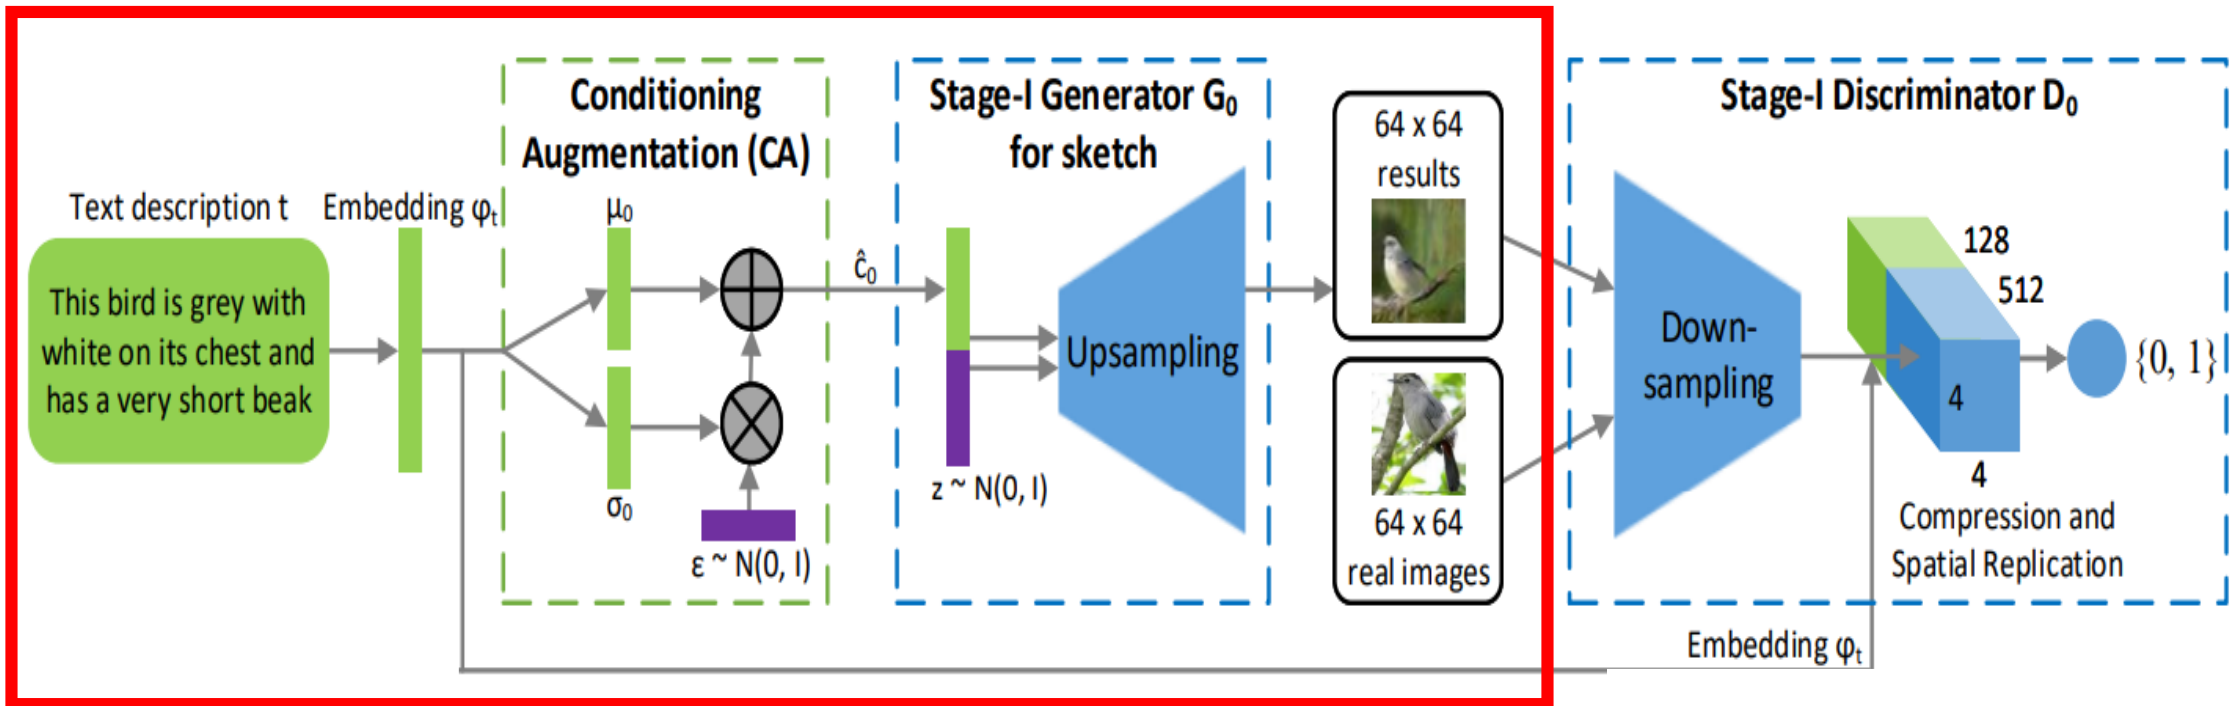 Text description t
This bird is grey with
white on its chest and
has a very short beak
Embedding φt
Conditioning
Augmentation (CA)
μ0
σ0
ε ~ N(0, I)
ĉ0
Stage-I Generator G0
for sketch
z ~ N(0, I)
Upsampling
64 x 64
results
64 x 64
real images
Stage-I Discriminator D0
Down-
sampling
128
512
4
4
{0, 1}
Compression and
Spatial Replication
Embedding φt